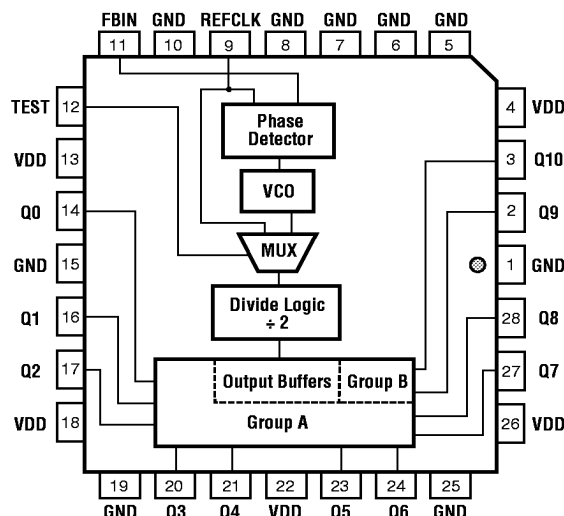 FBIN GND REFCLK GND GND GND GND
11 10 9 8 7 6 5
TEST 12
VDD 13
Q0 14
GND 15
Q1 16
Q2 17
VDD 18
4 VDD
3 Q10
2 Q9
1 GND
28 Q8
27 Q7
26 VDD
Phase
Detector
VCO
MUX
Divide Logic
÷ 2
Output Buffers Group B
Group A
19 20 21 22 23 24 25
GND Q3 Q4 VDD Q5 Q6 GND